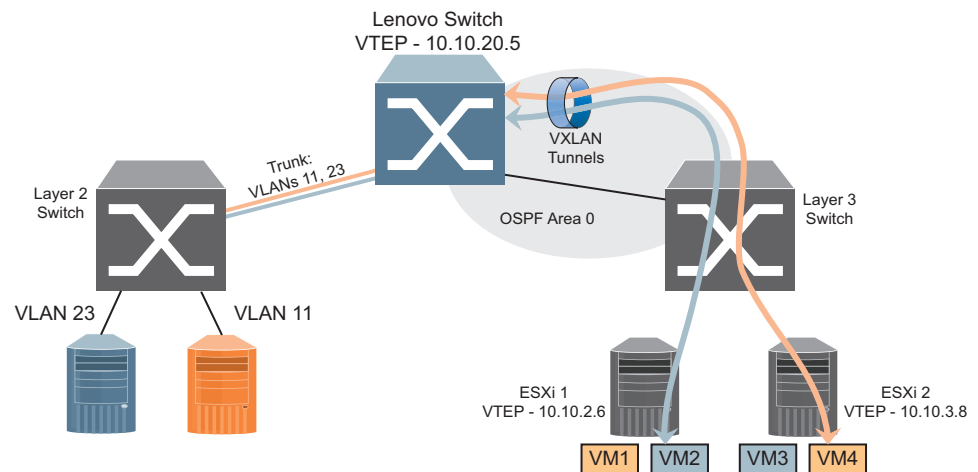 Lenovo Switch
VTEP - 10.10.20.5
VXLAN
Tunnels
Trunk:
VLANs 11, 23
Layer 2
Switch
Layer 3
Switch
OSPF Area 0
VLAN 23
VLAN 11
ESXi 1
VTEP - 10.10.2.6
ESXi 2
VTEP - 10.10.3.8
VM1
VM2
VM3
VM4